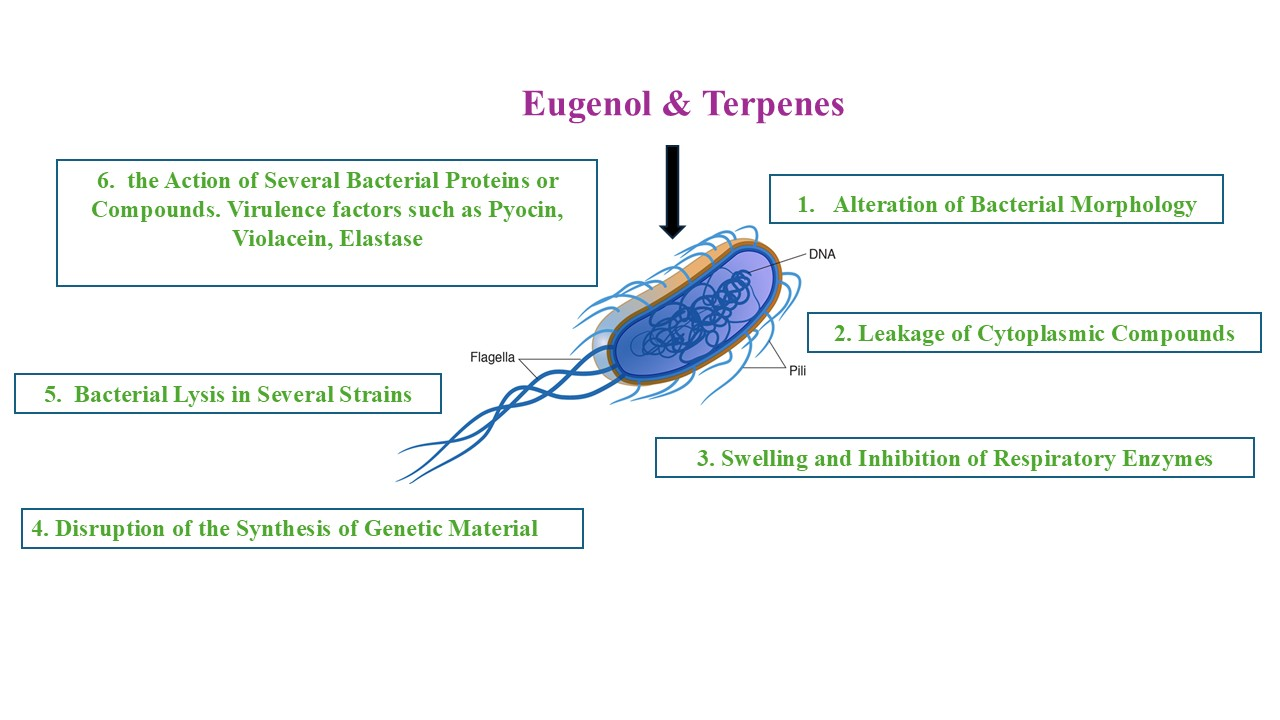 Eugenol & Terpenes
6. the Action of Several Bacterial Proteins or
Compounds. Virulence factors such as Pyocin,
Violacein, Elastase
1. Alteration of Bacterial Morphology
DNA
2. Leakage of Cytoplasmic Compounds
Flagella
Pili
5. Bacterial Lysis in Several Strains
3. Swelling and Inhibition of Respiratory Enzymes
4. Disruption of the Synthesis of Genetic Material